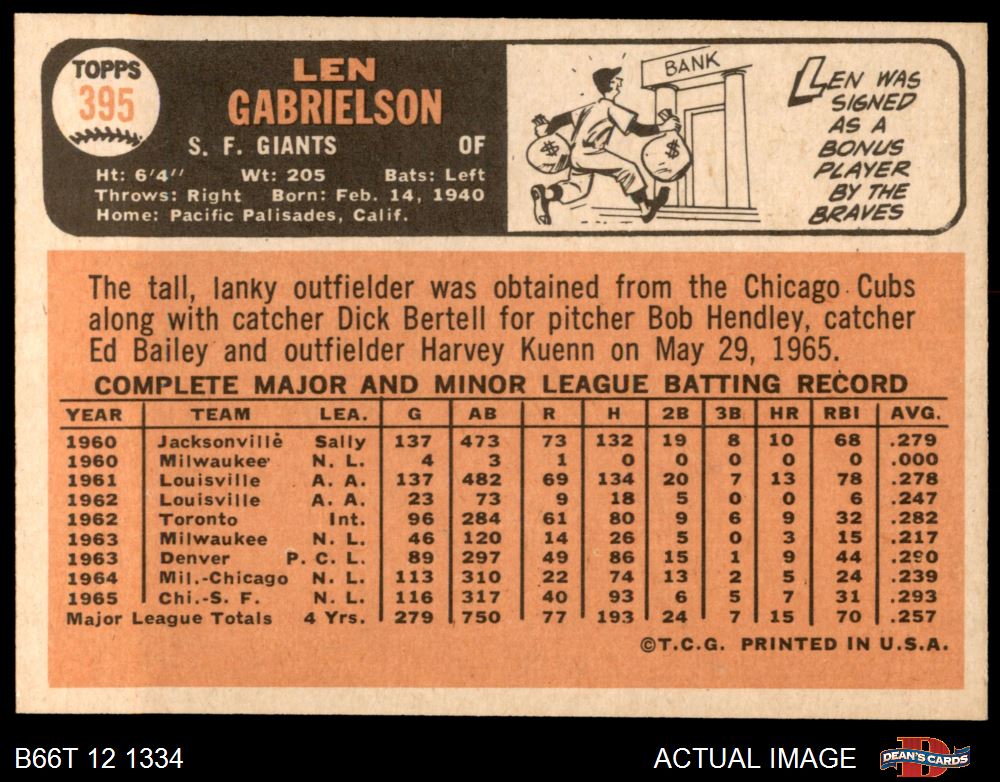 TOPPS
395
LEN
GABRIELSON
S. F. GIANTS OF
Ht: 6'4" Wt: 205 Bats: Left
Throws: Right Born: Feb. 14, 1940
Home: Pacific Palisades, Calif.
BANK
$ $
LEN WAS
SIGNED
AS A
BONUS
PLAYER
BY THE
BRAVES
The tall, lanky outfielder was obtained from the Chicago Cubs
along with catcher Dick Bertell for pitcher Bob Hendley, catcher
Ed Bailey and outfielder Harvey Kuenn on May 29, 1965.
COMPLETE MAJOR AND MINOR LEAGUE BATTING RECORD
YEAR TEAM LEA. G AB R H 2B 3B HR RBI AVG.
1960 Jacksonville Sally 137 473 73 132 19 8 10 68 .279
1960 Milwaukee N. L. 4 3 1 0 0 0 0 0 .000
1961 Louisville A. A. 137 482 69 134 20 7 13 78 .278
1962 Louisville A. A. 23 73 9 18 5 0 0 6 .247
1962 Toronto Int. 96 284 61 80 9 6 9 32 .282
1963 Milwaukee N. L. 46 120 14 26 5 0 3 15 .217
1963 Denver P. C. L. 89 297 49 86 15 1 9 44 .290
1964 Mil.-Chicago N. L. 113 310 22 74 13 2 5 24 .239
1965 Chi.-S. F. N. L. 116 317 40 93 6 5 7 31 .293
Major League Totals 4 Yrs. 279 750 77 193 24 7 15 70 .257
©T.C.G. PRINTED IN U.S.A.
B66T 12 1334 ACTUAL IMAGE DEAN'S CARDS